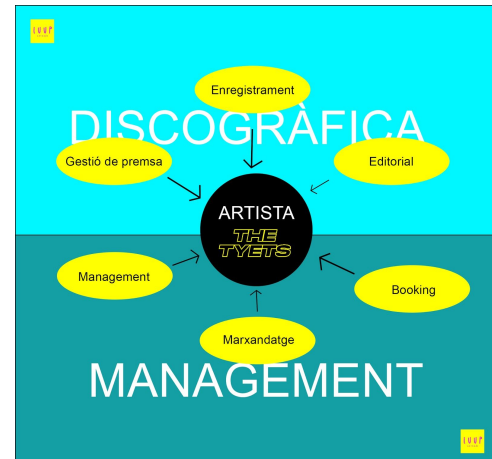 Enregistrament
DISCOGRÀFICA
Gestió de premsa
Editorial
ARTISTA
THE
TYETS
Management
Booking
Marxandatge
MANAGEMENT